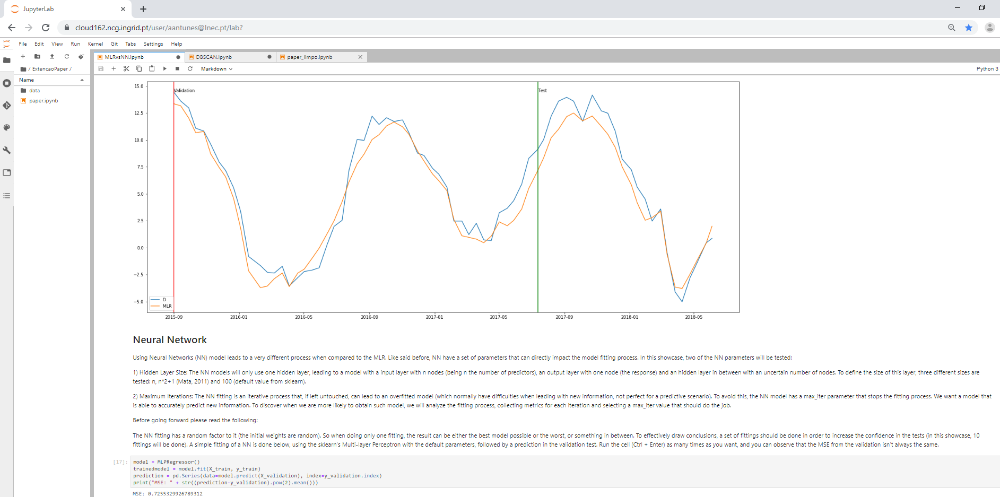 JupyterLab
cloud162.ncg.ingrid.pt/user/aantunes@lnec.pt/lab?
File Edit View Run Kernel Git Tabs Settings Help
MLRvsNN.ipynb DBSCAN.ipynb paper_limpo.ipynb
/ ExtencaoPaper /
Markdown Python 3
Name
data
paper.ipynb
15.0
12.5
10.0
7.5
5.0
2.5
0.0
−2.5
−5.0
Validation
Test
D
MLR
2015-09 2016-01 2016-05 2016-09 2017-01 2017-05 2017-09 2018-01 2018-05
Neural Network
Using Neural Networks (NN) model leads to a very different process when compared to the MLR. Like said before, NN have a set of parameters that can directly impact the model fitting process. In this showcase, two of the NN parameters will be tested:
1) Hidden Layer Size: The NN models will only use one hidden layer, leading to a model with a input layer with n nodes (being n the number of predictors), an output layer with one node (the response) and an hidden layer in between with an uncertain number of nodes. To define the size of this layer, three different sizes are
tested: n, n*2+1 (Mata, 2011) and 100 (default value from sklearn).
2) Maximum Iterations: The NN fitting is an iterative process that, if left untouched, can lead to an overfitted model (which normally have difficulties when leading with new information, not perfect for a predictive scenario). To avoid this, the NN model has a max_iter parameter that stops the fitting process. We want a model that
is able to accurately predict new information. To discover when we are more likely to obtain such model, we will analyze the fitting process, collecting metrics for each iteration and selecting a max_iter value that should do the job.
Before going forward please read the following:
The NN fitting has a random factor to it (the initial weights are random). So when doing only one fitting, the result can be either the best model possible or the worst, or something in between. To effectively draw conclusions, a set of fittings should be done in order to increase the confidence in the tests (in this showcase, 10
fittings will be done). A simple fitting of a NN is done below, using the sklearn's Multi-layer Perceptron with the default parameters, followed by a prediction in the validation test. Run the cell (Ctrl + Enter) as many times as you want, and you can observe that the MSE from the validation isn't always the same.
[17]: model = MLPRegressor()
trainedmodel = model.fit(X_train, y_train)
prediction = pd.Series(data=model.predict(X_validation), index=y_validation.index)
print("MSE: " + str((prediction-y_validation).pow(2).mean()))
MSE: 0.7255329926789312